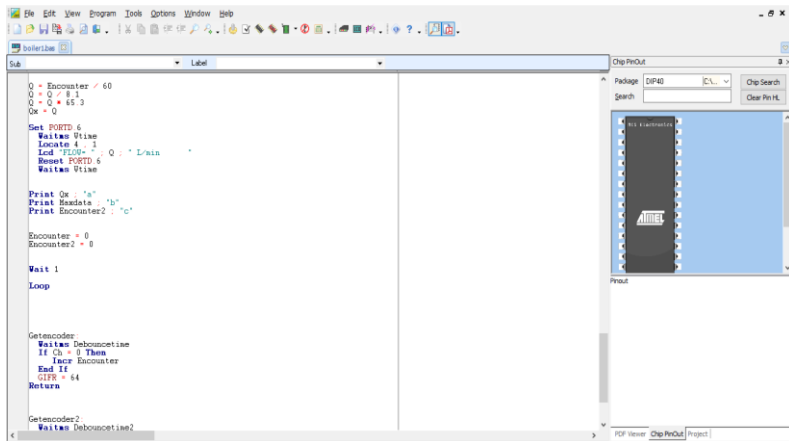 File Edit View Program Tools Options Window Help
boiler1.bas
Sub Label
Q = Encounter / 60
Q = Q / 8.1
Q = Q * 65.3
Qx = Q
Set PORTD.6
Waitms Vtime
Locate 4 , 1
Lcd "FLOW= " ; Q ; " L/min "
Reset PORTD.6
Waitms Vtime
Print Qx ; "a"
Print Maxdata ; "b"
Print Encounter2 ; "c"
Encounter = 0
Encounter2 = 0
Wait 1
Loop
Getencoder:
Waitms Debouncetime
If Ch = 0 Then
Incr Encounter
End If
GIFR = 64
Return
Getencoder2:
Waitms Debouncetime2
Chip PinOut
Package DIP40 C:\... Chip Search
Search Clear Pin HL
MCS Electronics
ATMEL
Pinout
PDF Viewer Chip PinOut Project